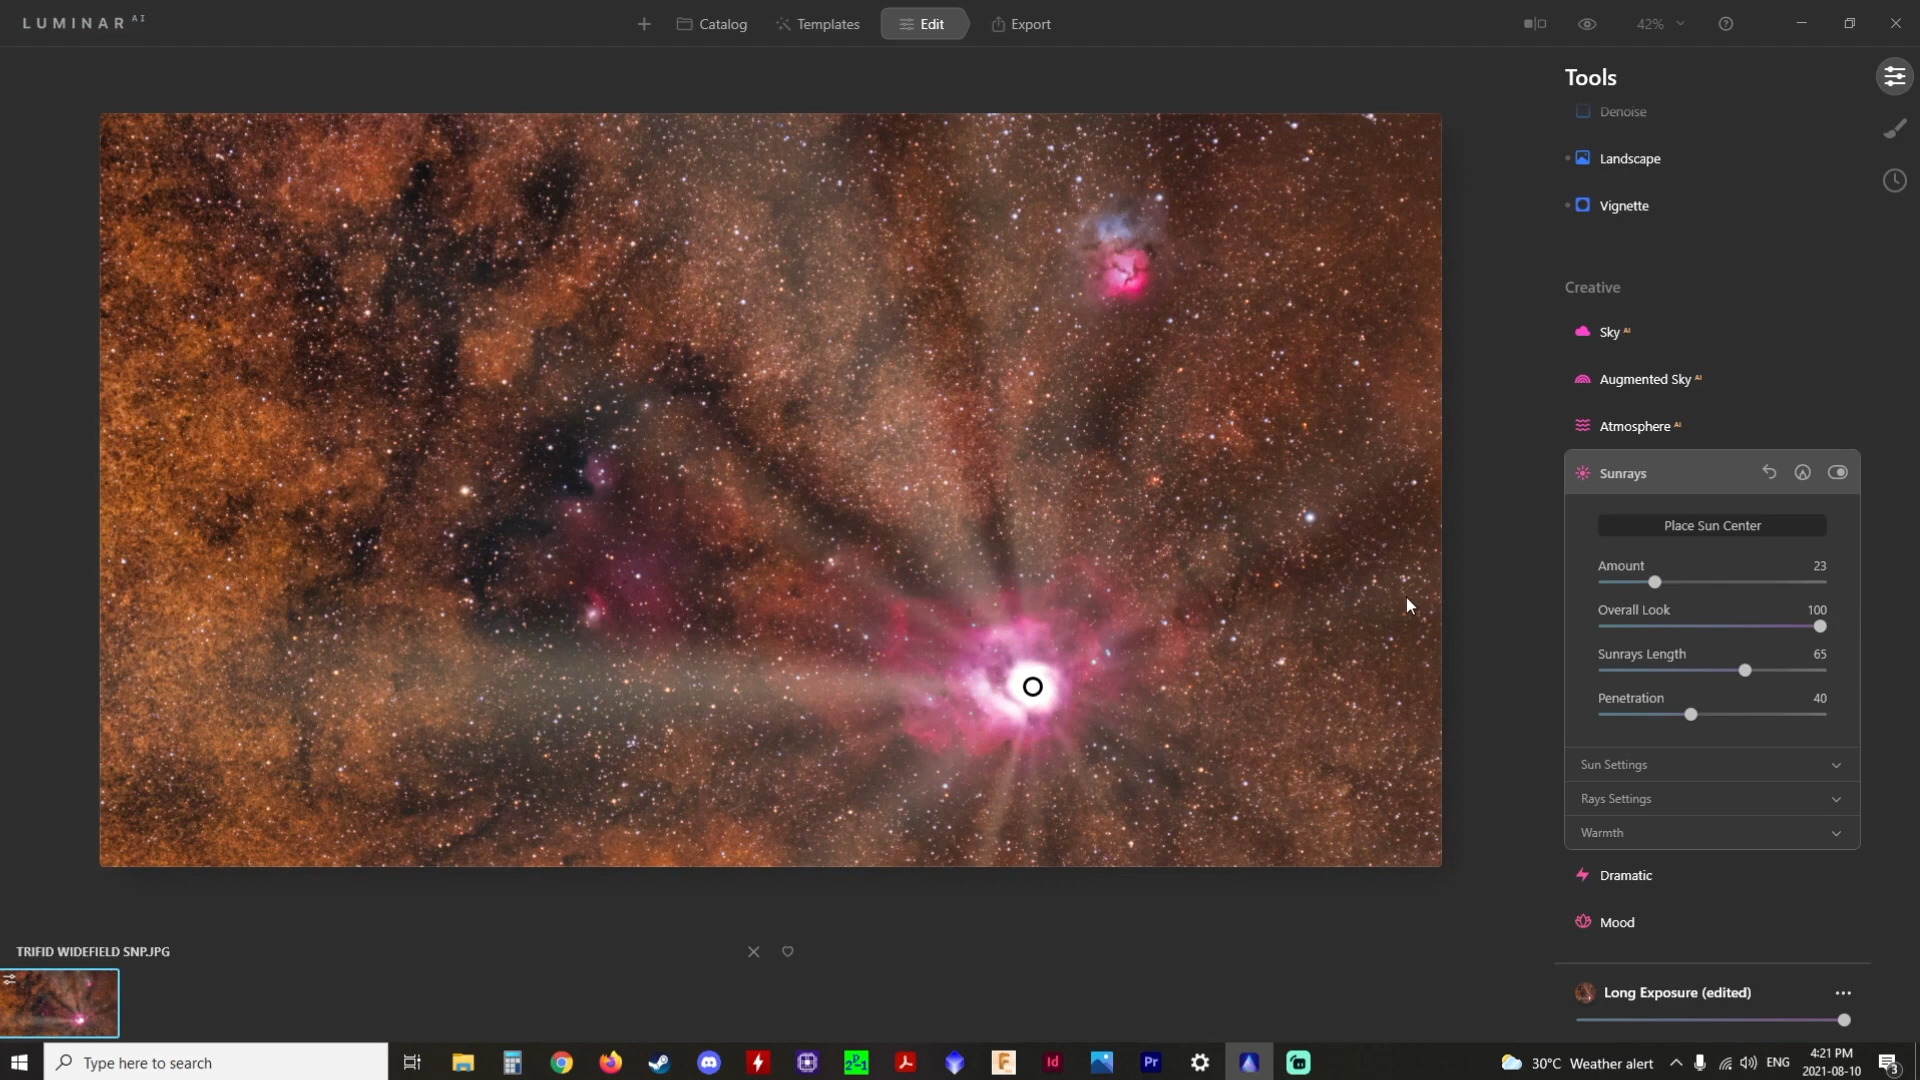 LUMINAR AI
Catalog
Templates
Edit
Export
42%
Tools
Denoise
Landscape
Vignette
Creative
Sky AI
Augmented Sky AI
Atmosphere AI
Sunrays
Place Sun Center
Amount 23
Overall Look 100
Sunrays Length 65
Penetration 40
Sun Settings
Rays Settings
Warmth
Dramatic
Mood
TRIFID WIDEFIELD SNP.JPG
Long Exposure (edited)
Type here to search
Id
Pr
30°C Weather alert
ENG
4:21 PM
2021-08-10
3